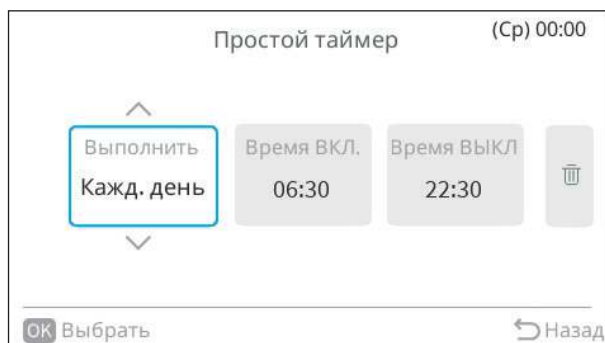 Простой таймер
(Ср) 00:00
Выполнить
Кажд. день
Время ВКЛ.
06:30
Время ВЫКЛ
22:30
OK Выбрать
Назад